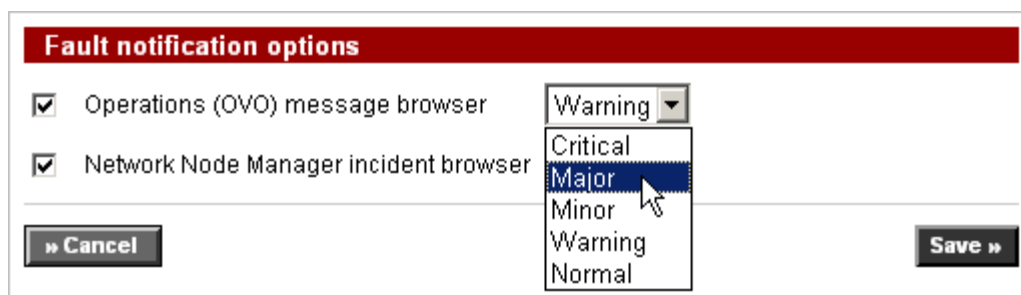 Fault notification options
Operations (OVO) message browser Warning
Critical
Network Node Manager incident browser
Major
Minor
Warning
Normal
» Cancel
Save »